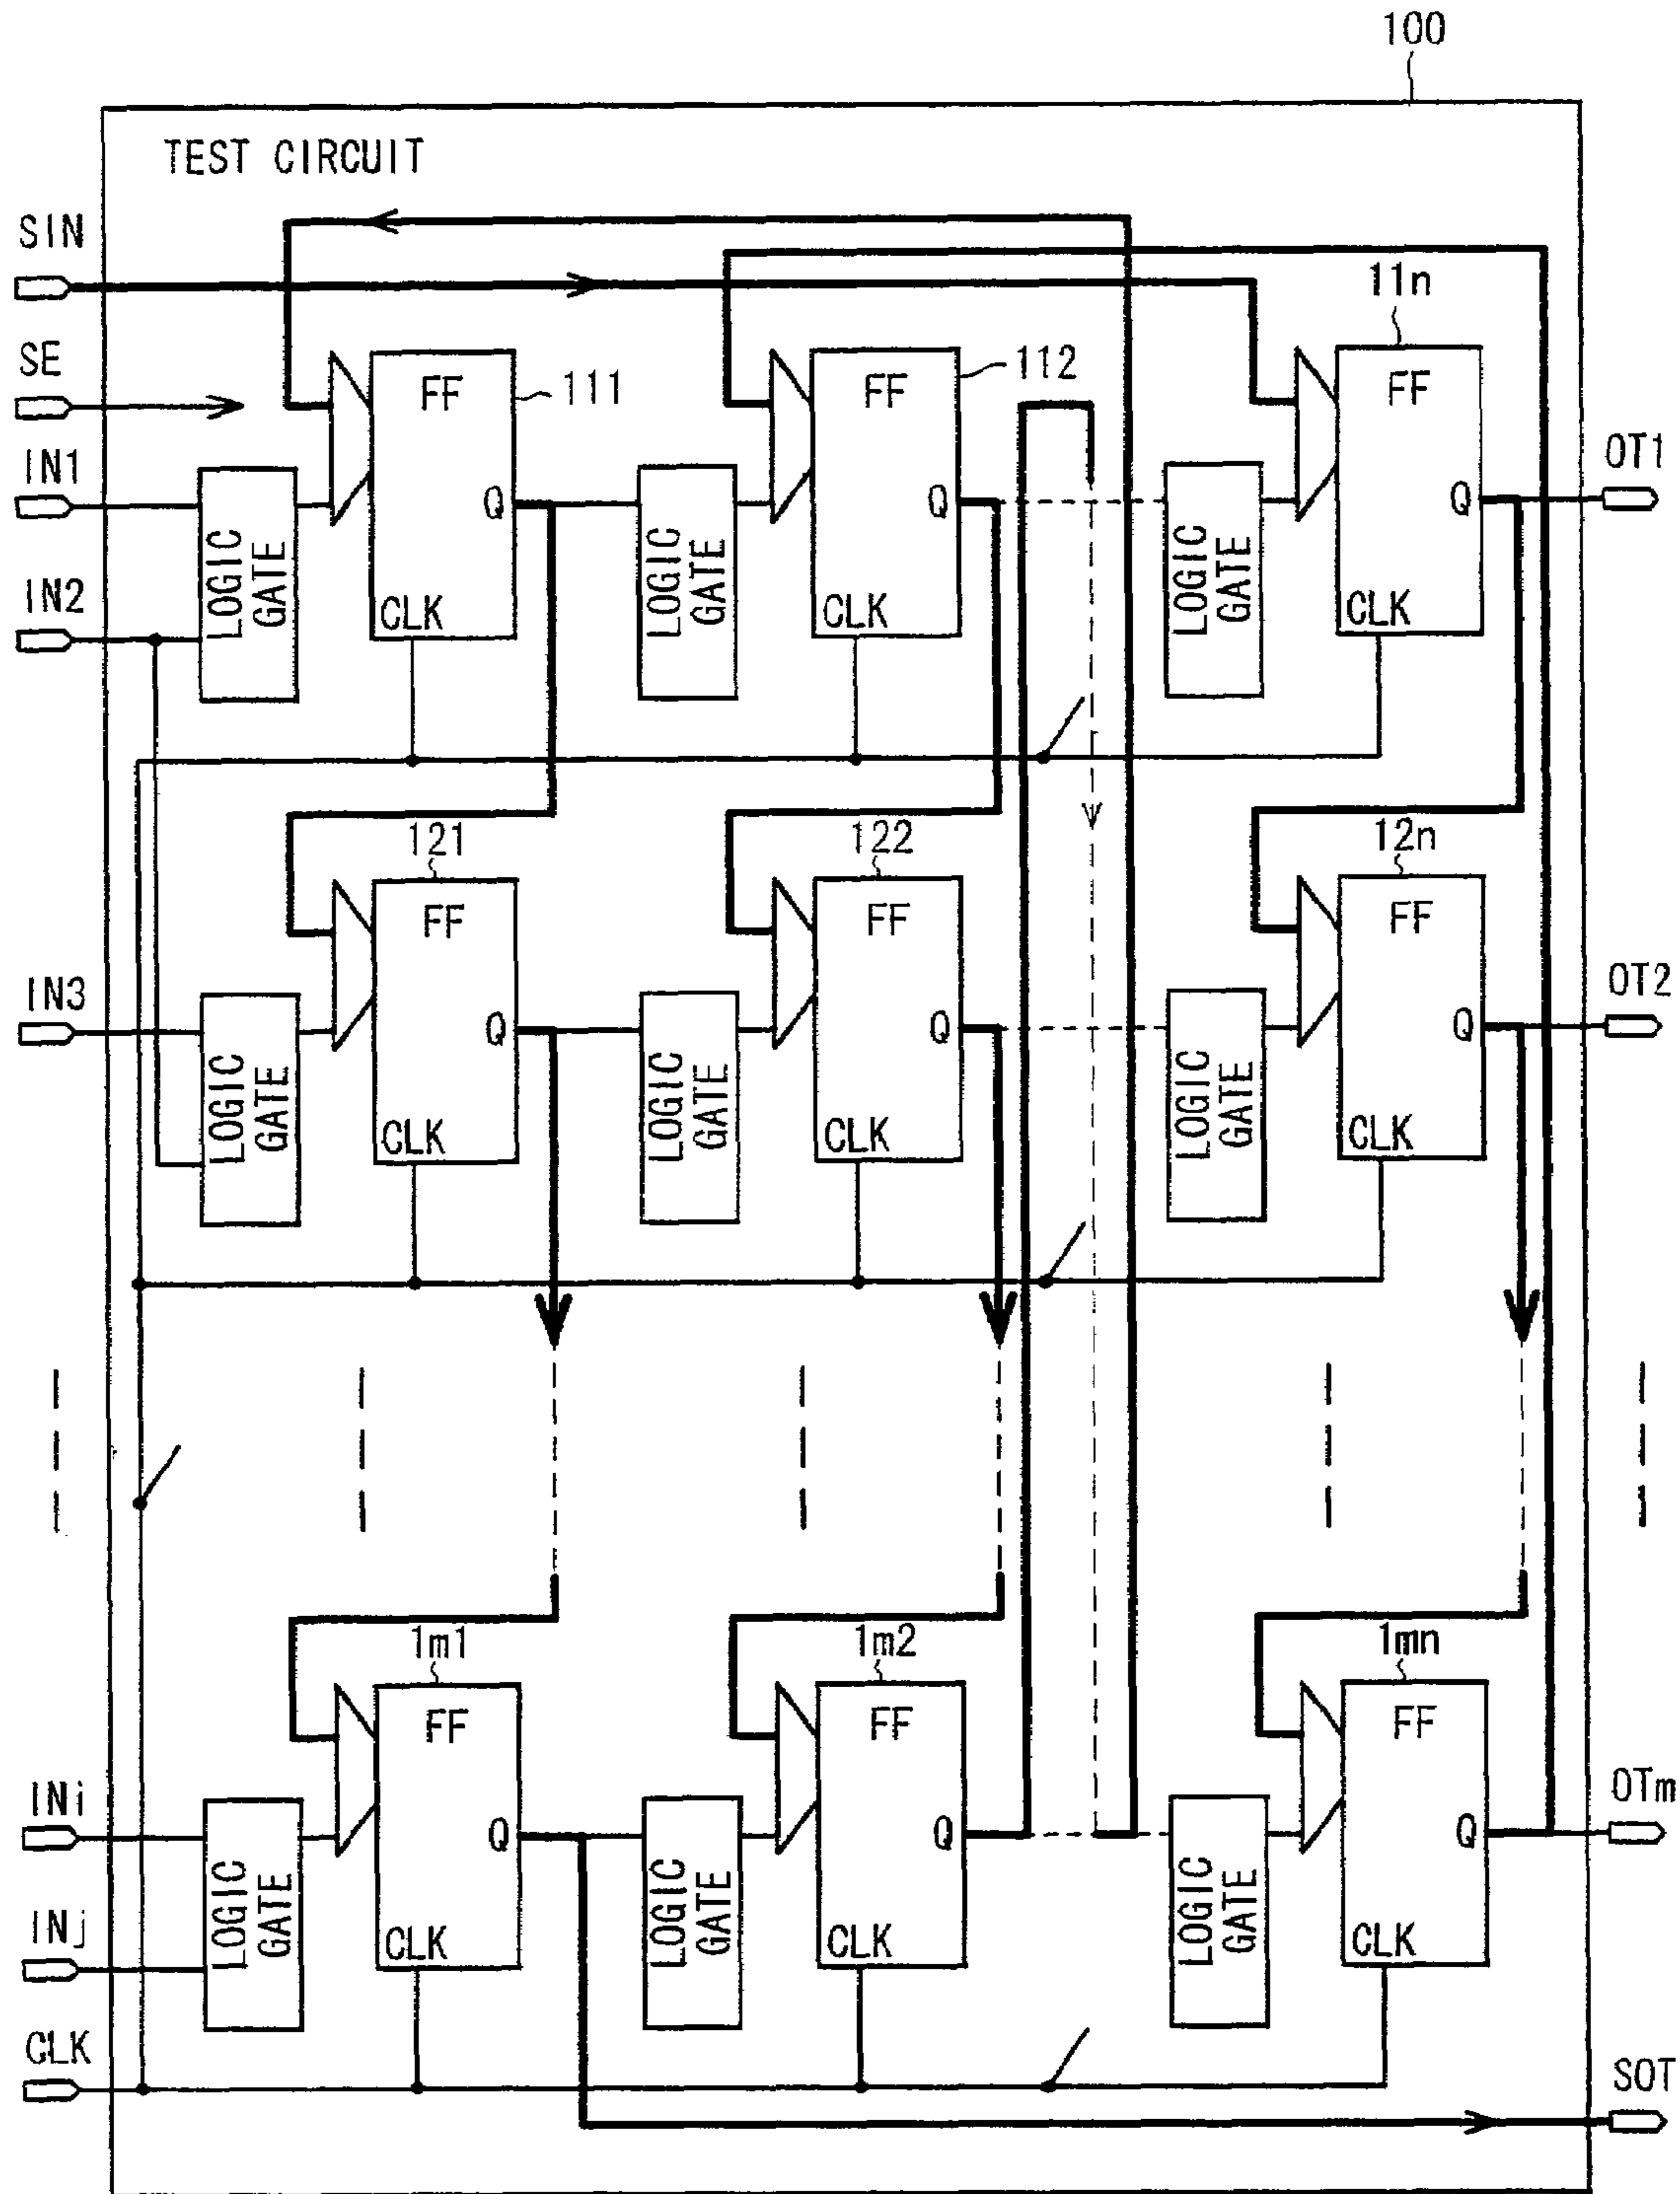 100
TEST CIRCUIT
SIN
SE
IN1
IN2
IN3
INi
INj
CLK
11n
FF
111
FF
112
FF
Q
Q
Q
OT1
LOGIC GATE
LOGIC GATE
LOGIC GATE
CLK
CLK
CLK
121
122
12n
FF
FF
FF
Q
Q
Q
OT2
LOGIC GATE
LOGIC GATE
LOGIC GATE
CLK
CLK
CLK
1m1
1m2
1mn
FF
FF
FF
Q
Q
Q
OTm
LOGIC GATE
LOGIC GATE
LOGIC GATE
CLK
CLK
CLK
SOT